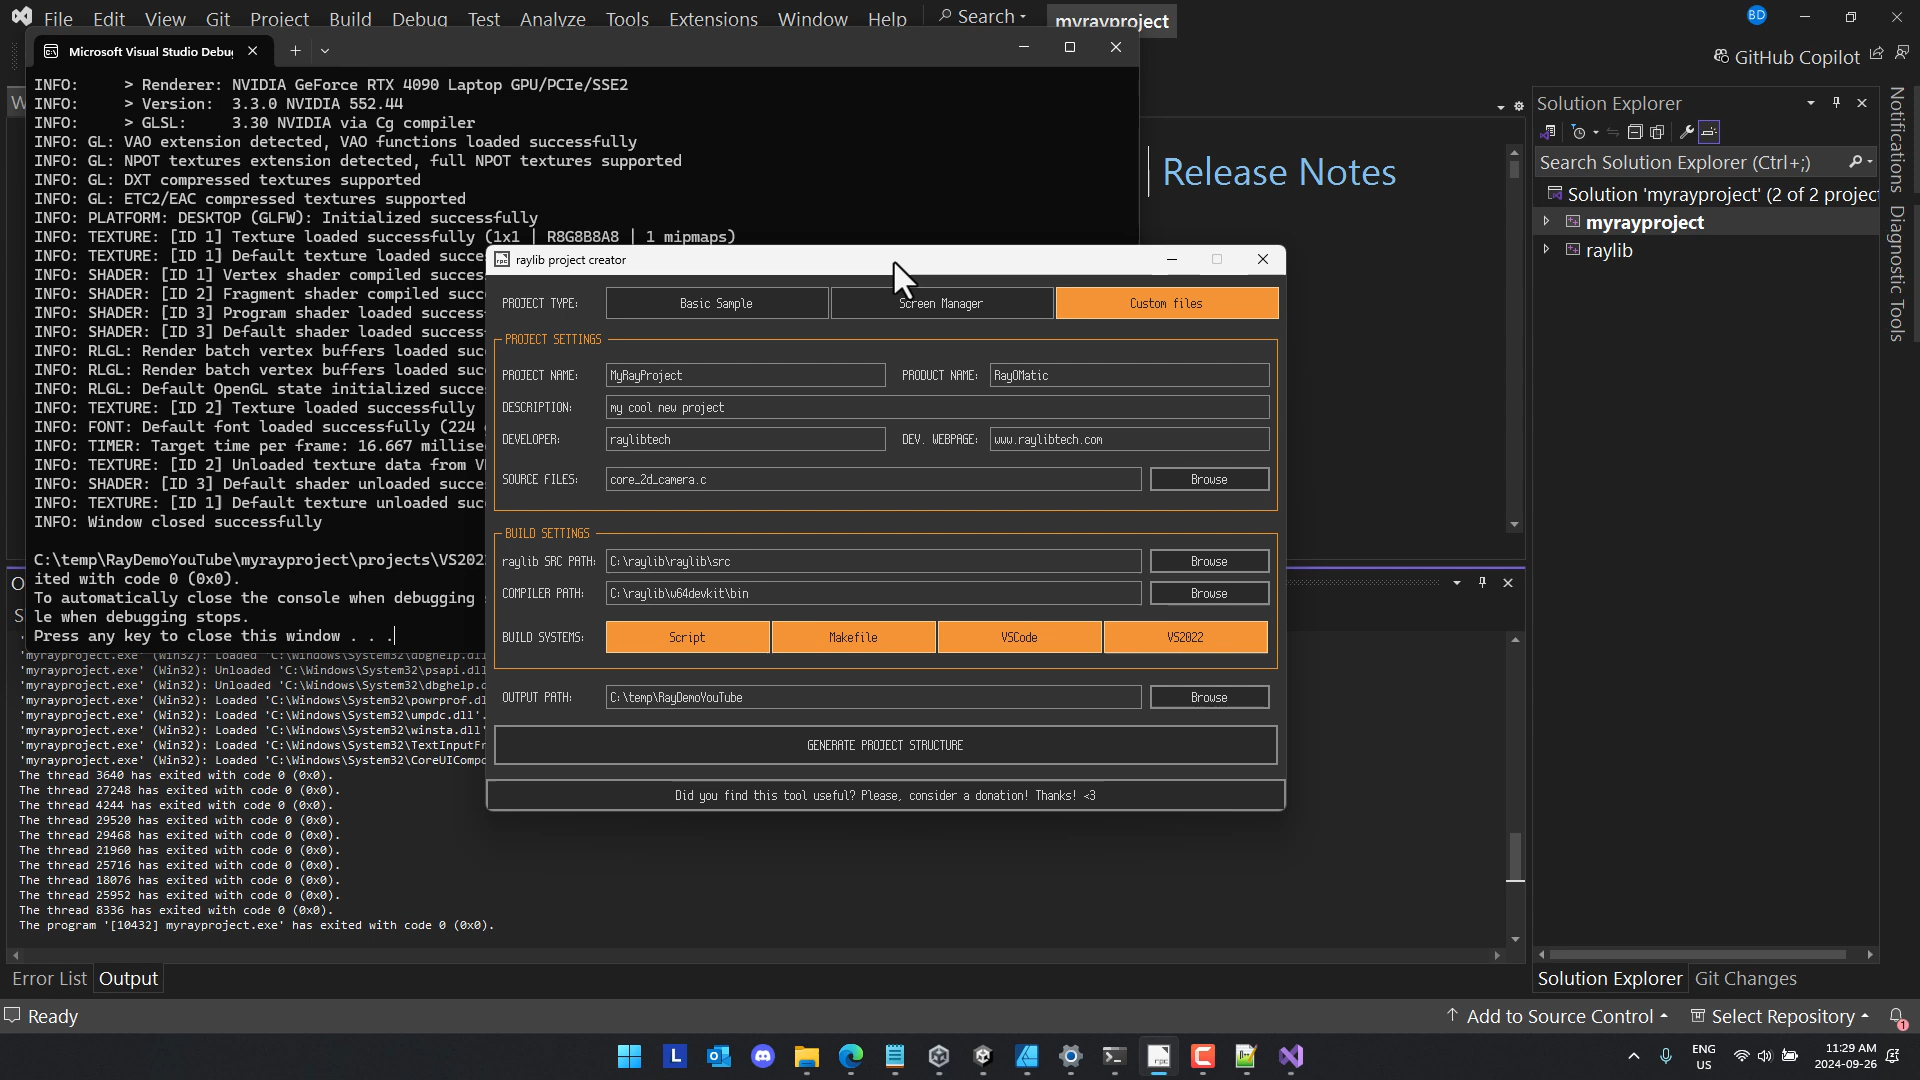 File Edit View Git Project Build Debug Test Analyze Tools Extensions Window Help Search myrayproject BD
Microsoft Visual Studio Debu
GitHub Copilot
INFO: > Renderer: NVIDIA GeForce RTX 4090 Laptop GPU/PCIe/SSE2
INFO: > Version: 3.3.0 NVIDIA 552.44
INFO: > GLSL: 3.30 NVIDIA via Cg compiler
INFO: GL: VAO extension detected, VAO functions loaded successfully
INFO: GL: NPOT textures extension detected, full NPOT textures supported
INFO: GL: DXT compressed textures supported
INFO: GL: ETC2/EAC compressed textures supported
INFO: PLATFORM: DESKTOP (GLFW): Initialized successfully
INFO: TEXTURE: [ID 1] Texture loaded successfully (1x1 | R8G8B8A8 | 1 mipmaps)
INFO: TEXTURE: [ID 1] Default texture loaded succe
INFO: SHADER: [ID 1] Vertex shader compiled succes
INFO: SHADER: [ID 2] Fragment shader compiled succ
INFO: SHADER: [ID 3] Program shader loaded success
INFO: SHADER: [ID 3] Default shader loaded success
INFO: RLGL: Render batch vertex buffers loaded suc
INFO: RLGL: Render batch vertex buffers loaded suc
INFO: RLGL: Default OpenGL state initialized succe
INFO: TEXTURE: [ID 2] Texture loaded successfully
INFO: FONT: Default font loaded successfully (224
INFO: TIMER: Target time per frame: 16.667 millise
INFO: TEXTURE: [ID 2] Unloaded texture data from V
INFO: SHADER: [ID 3] Default shader unloaded succe
INFO: TEXTURE: [ID 1] Default texture unloaded suc
INFO: Window closed successfully
C:\temp\RayDemoYouTube\myrayproject\projects\VS202
ited with code 0 (0x0).
To automatically close the console when debugging
le when debugging stops.
Press any key to close this window . . .
raylib project creator
PROJECT TYPE: Basic Sample Screen Manager Custom files
PROJECT SETTINGS
PROJECT NAME: MyRayProject PRODUCT NAME: RayOMatic
DESCRIPTION: my cool new project
DEVELOPER: raylibtech DEV. WEBPAGE: www.raylibtech.com
SOURCE FILES: core_2d_camera.c Browse
BUILD SETTINGS
raylib SRC PATH: C:\raylib\raylib\src Browse
COMPILER PATH: C:\raylib\w64devkit\bin Browse
BUILD SYSTEMS: Script Makefile VSCode VS2022
OUTPUT PATH: C:\temp\RayDemoYouTube Browse
GENERATE PROJECT STRUCTURE
Did you find this tool useful? Please, consider a donation! Thanks! <3
Release Notes
Solution Explorer
Search Solution Explorer (Ctrl+;)
Solution 'myrayproject' (2 of 2 project
myrayproject
raylib
Notifications
Diagnostic Tools
'myrayproject.exe' (Win32): Loaded 'C:\Windows\System32\dbghelp.dll
'myrayproject.exe' (Win32): Unloaded 'C:\Windows\System32\psapi.dll
'myrayproject.exe' (Win32): Unloaded 'C:\Windows\System32\dbghelp.d
'myrayproject.exe' (Win32): Loaded 'C:\Windows\System32\powrprof.dl
'myrayproject.exe' (Win32): Loaded 'C:\Windows\System32\umpdc.dll'.
'myrayproject.exe' (Win32): Loaded 'C:\Windows\System32\winsta.dll'
'myrayproject.exe' (Win32): Loaded 'C:\Windows\System32\TextInputFr
'myrayproject.exe' (Win32): Loaded 'C:\Windows\System32\CoreUICompo
The thread 3640 has exited with code 0 (0x0).
The thread 27248 has exited with code 0 (0x0).
The thread 4244 has exited with code 0 (0x0).
The thread 29520 has exited with code 0 (0x0).
The thread 29468 has exited with code 0 (0x0).
The thread 21960 has exited with code 0 (0x0).
The thread 25716 has exited with code 0 (0x0).
The thread 18076 has exited with code 0 (0x0).
The thread 25952 has exited with code 0 (0x0).
The thread 8336 has exited with code 0 (0x0).
The program '[10432] myrayproject.exe' has exited with code 0 (0x0).
Error List Output
Solution Explorer Git Changes
Ready
Add to Source Control Select Repository 1
L rpc
ENG
US
11:29 AM
2024-09-26